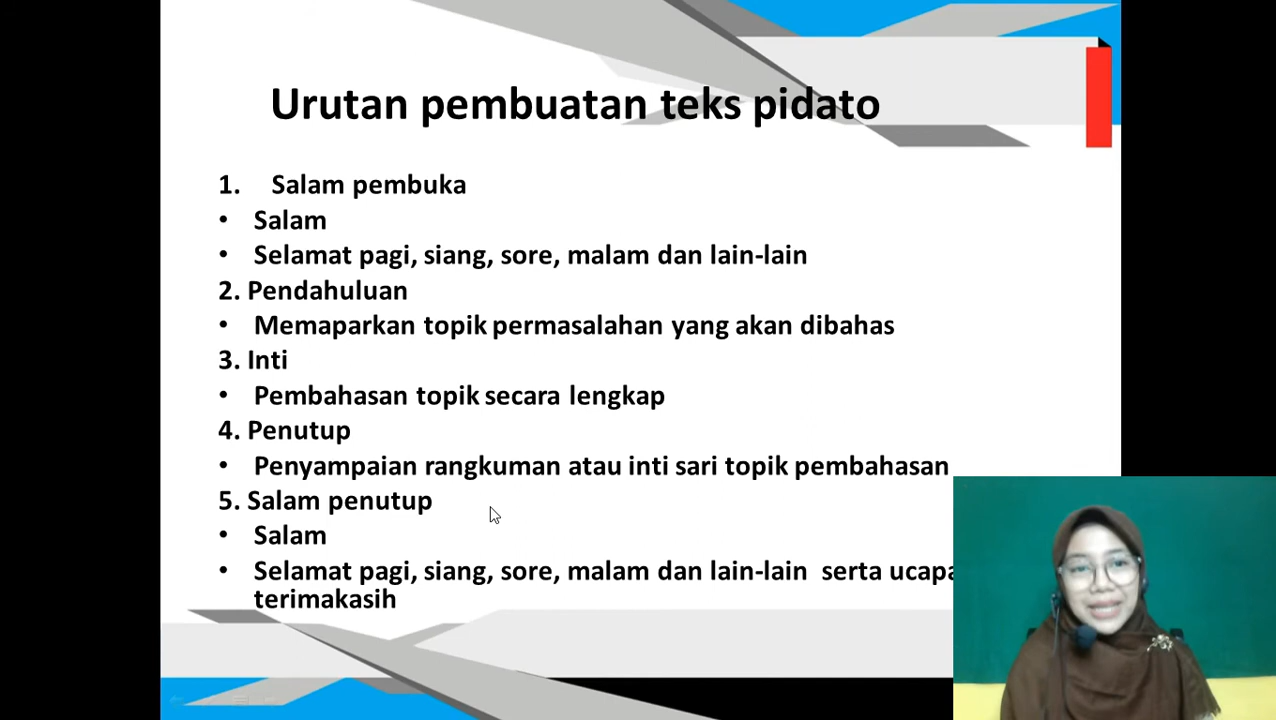 Urutan pembuatan teks pidato
1. Salam pembuka
• Salam
• Selamat pagi, siang, sore, malam dan lain-lain
2. Pendahuluan
• Memaparkan topik permasalahan yang akan dibahas
3. Inti
• Pembahasan topik secara lengkap
4. Penutup
• Penyampaian rangkuman atau inti sari topik pembahasan
5. Salam penutup
• Salam
• Selamat pagi, siang, sore, malam dan lain-lain serta
terimakasih